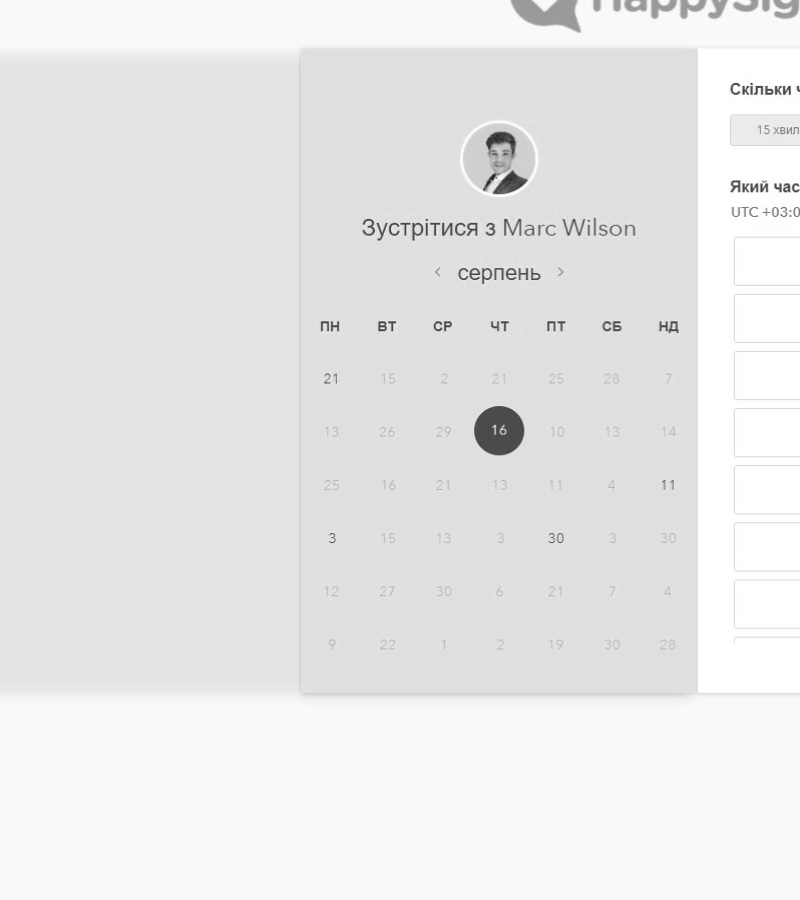 Зустрітися з Marc Wilson
‹ серпень ›
ПН ВТ СР ЧТ ПТ СБ НД
21 15 2 21 25 28 7
13 26 29 16 10 13 14
25 16 21 13 11 4 11
3 15 13 3 30 3 30
12 27 30 6 21 7 4
9 22 1 2 19 30 28
Скільки
15
Який час
UTC +03:0